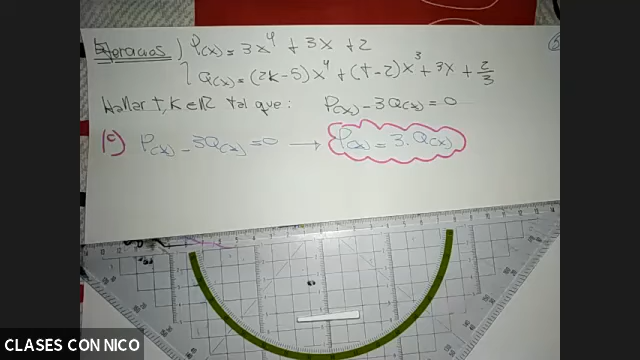 Ejercicios } P(x) = 3x⁴ + 3x + 2
Q(x) = (2k-5)x⁴ + (t-2)x³ + 3x + 2/3
Hallar t, k ∈ ℝ tal que: P(x) - 3Q(x) = 0
1º) P(x) - 3Q(x) = 0 → P(x) = 3.Q(x)
CLASES CON NICO